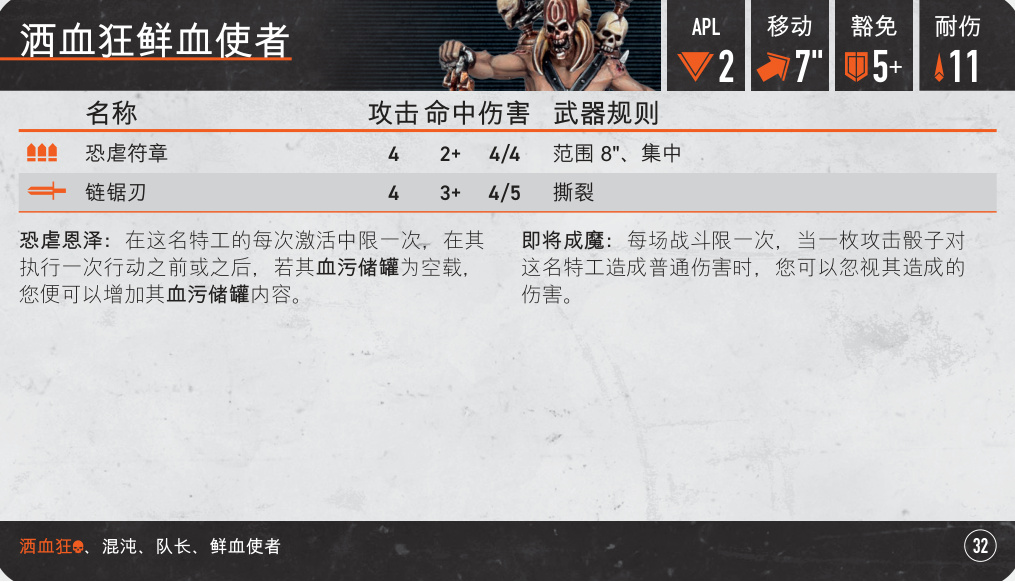 洒血狂鲜血使者
APL 移动 豁免 耐伤
2 7" 5+ 11
名称 攻击 命中 伤害 武器规则
恐虐符章 4 2+ 4/4 范围 8"、集中
链锯刃 4 3+ 4/5 撕裂
恐虐恩泽：在这名特工的每次激活中限一次，在其
执行一次行动之前或之后，若其血污储罐为空载，
您便可以增加其血污储罐内容。
即将成魔：每场战斗限一次，当一枚攻击骰子对
这名特工造成普通伤害时，您可以忽视其造成的
伤害。
洒血狂、混沌、队长、鲜血使者
32